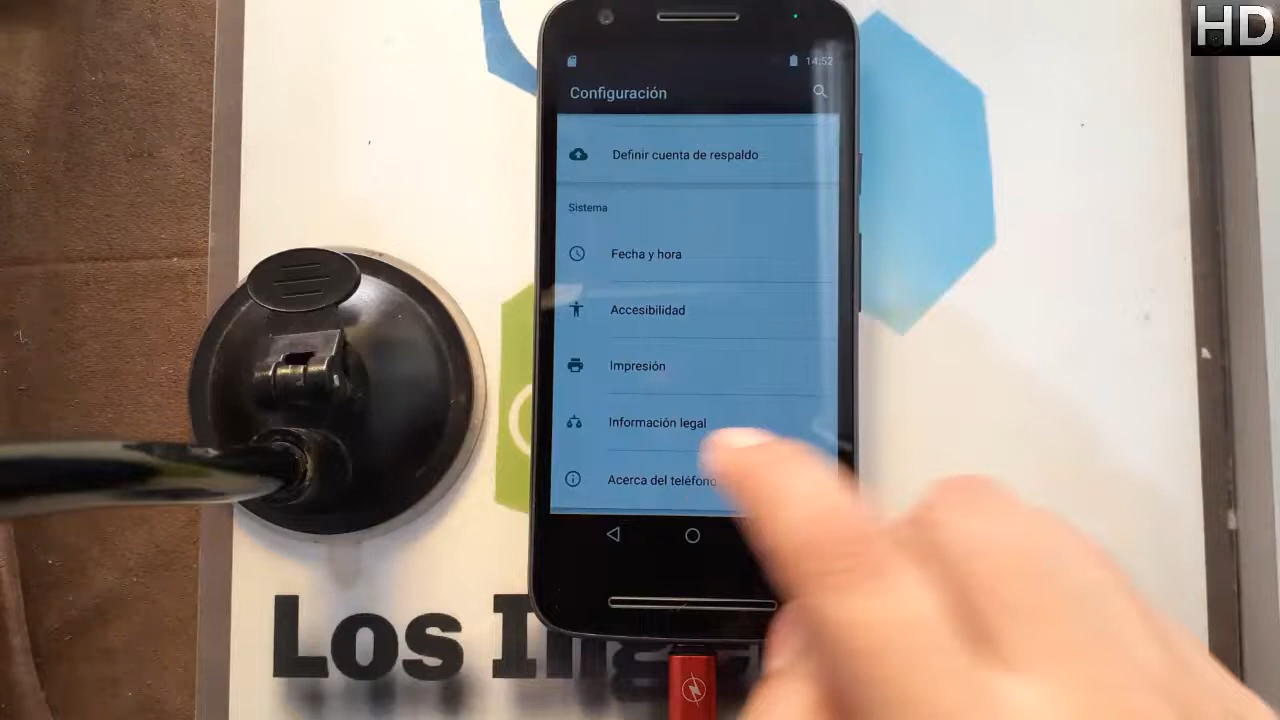 HD
14:52
Configuración
Definir cuenta de respaldo
Sistema
Fecha y hora
Accesibilidad
Impresión
Información legal
Acerca del teléfono
Los